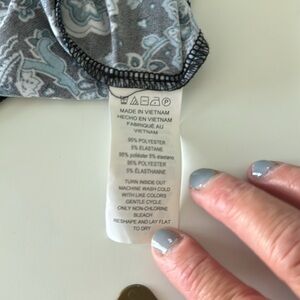 MADE IN VIETNAM
HECHO EN VIETNAM
FABRIQUÉ AU
VIETNAM
95% POLYESTER
5% ELASTANE
95% poliéster 5% elastano
95% POLYESTER
5% ÉLASTHANNE
TURN INSIDE OUT
MACHINE WASH COLD
WITH LIKE COLORS
GENTLE CYCLE
ONLY NON-CHLORINE
BLEACH
RESHAPE AND LAY FLAT
TO DRY